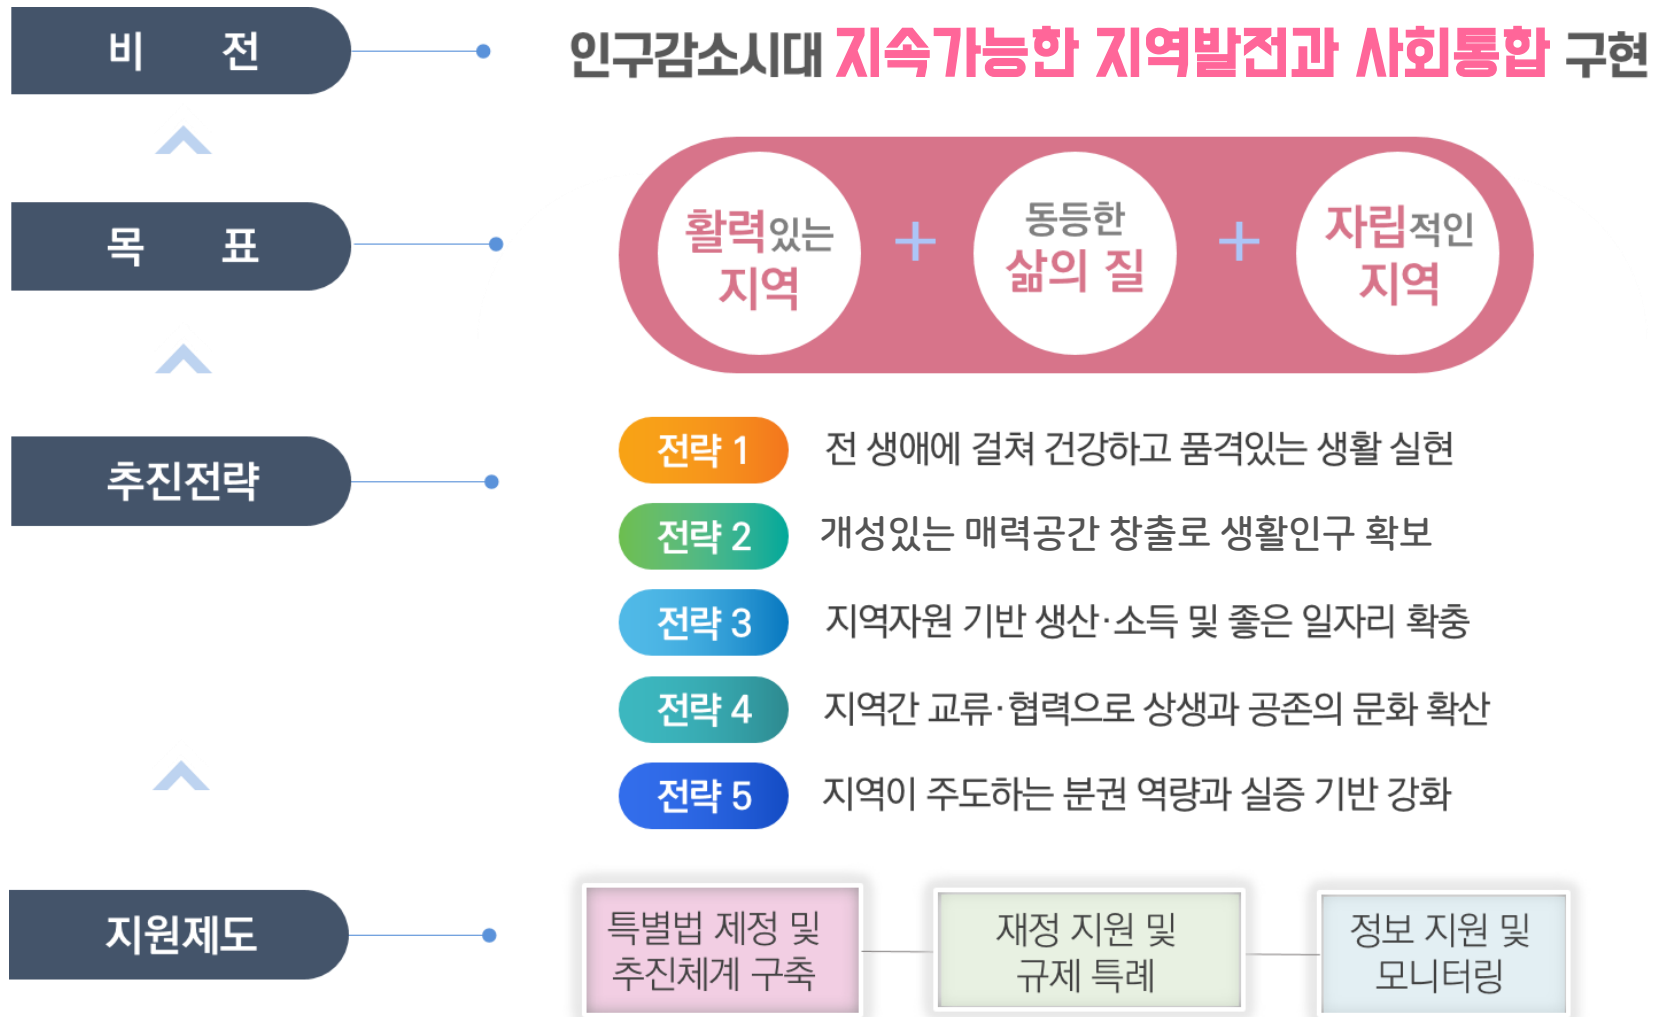 비 전
인구감소시대 지속가능한 지역발전과 사회통합 구현
목 표
활력있는
지역
+
동등한
삶의 질
+
자립적인
지역
추진전략
전략 1 전 생애에 걸쳐 건강하고 품격있는 생활 실현
전략 2 개성있는 매력공간 창출로 생활인구 확보
전략 3 지역자원 기반 생산·소득 및 좋은 일자리 확충
전략 4 지역간 교류·협력으로 상생과 공존의 문화 확산
전략 5 지역이 주도하는 분권 역량과 실증 기반 강화
지원제도
특별법 제정 및
추진체계 구축
재정 지원 및
규제 특례
정보 지원 및
모니터링